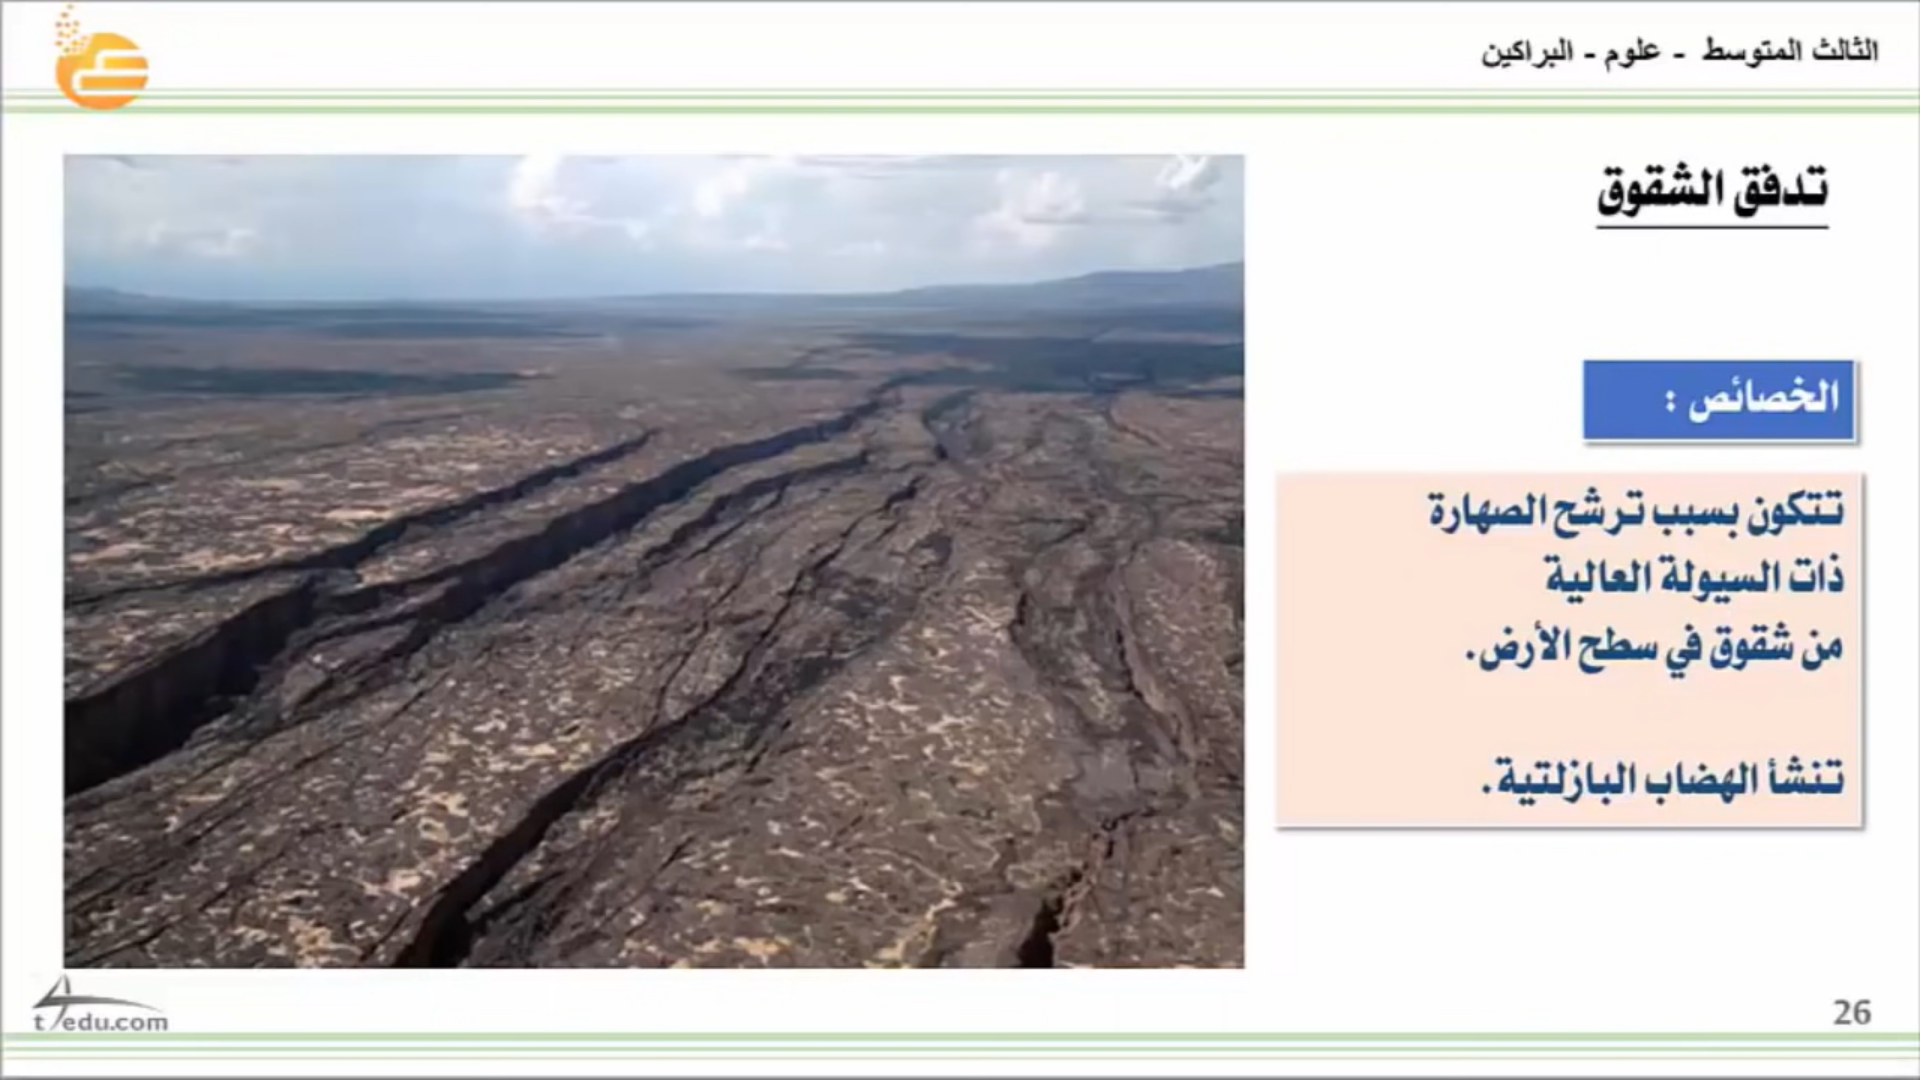 الثالث المتوسط - علوم - البراكين
تدفق الشقوق
الخصائص :
تتكون بسبب ترشح الصهارة
ذات السيولة العالية
من شقوق في سطح الأرض.
تنشأ الهضاب البازلتية.
t4edu.com
26